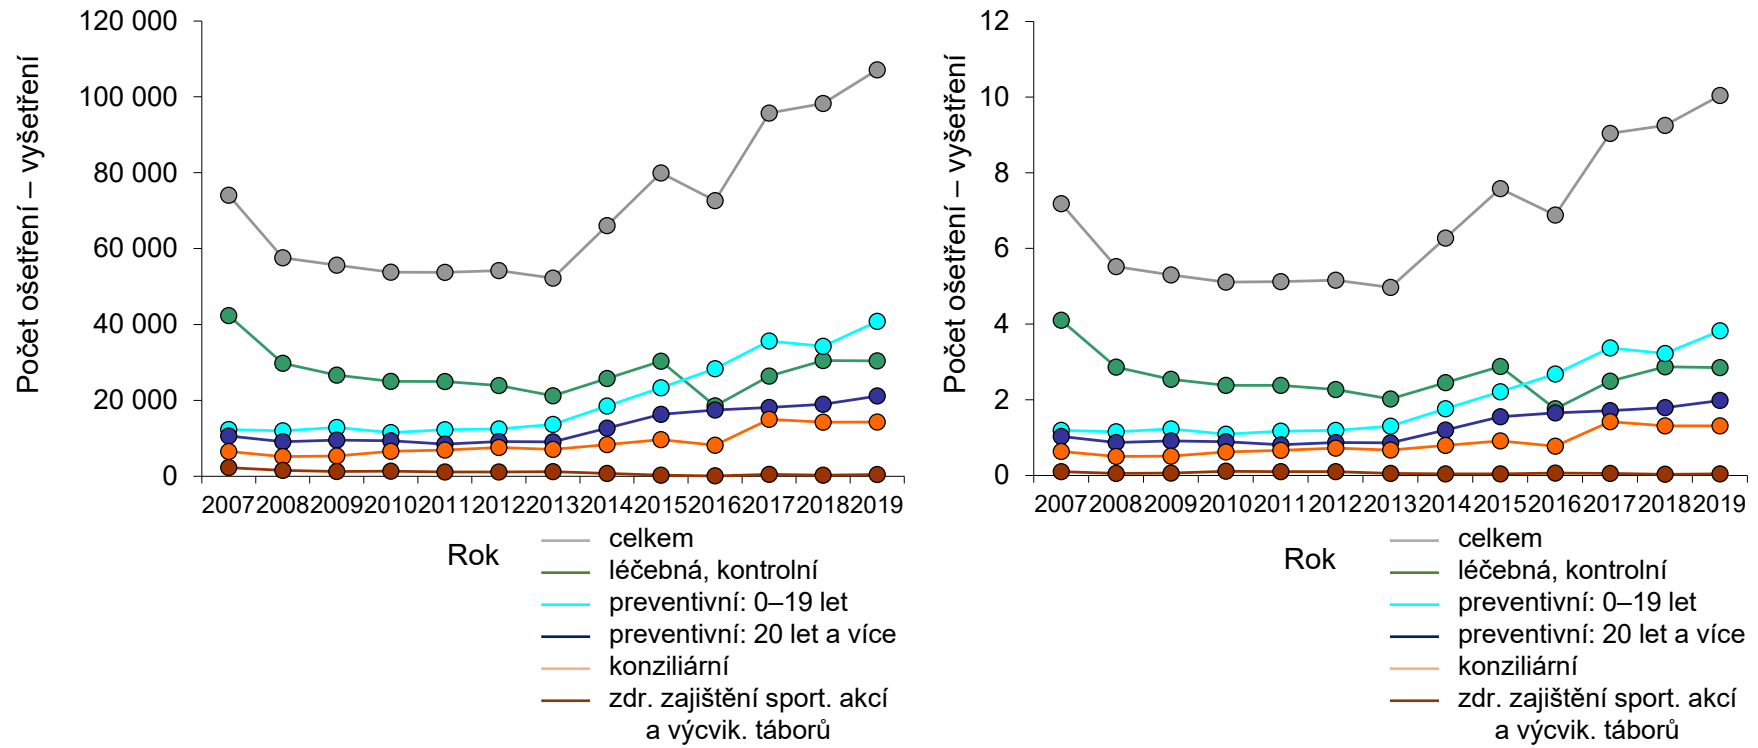 Počet ošetření – vyšetření
120 000
100 000
80 000
60 000
40 000
20 000
0
2007 2008 2009 2010 2011 2012 2013 2014 2015 2016 2017 2018 2019
Rok
celkem
léčebná, kontrolní
preventivní: 0–19 let
preventivní: 20 let a více
konziliární
zdr. zajištění sport. akcí
a výcvik. táborů
Počet ošetření – vyšetření
12
10
8
6
4
2
0
2007 2008 2009 2010 2011 2012 2013 2014 2015 2016 2017 2018 2019
Rok
celkem
léčebná, kontrolní
preventivní: 0–19 let
preventivní: 20 let a více
konziliární
zdr. zajištění sport. akcí
a výcvik. táborů